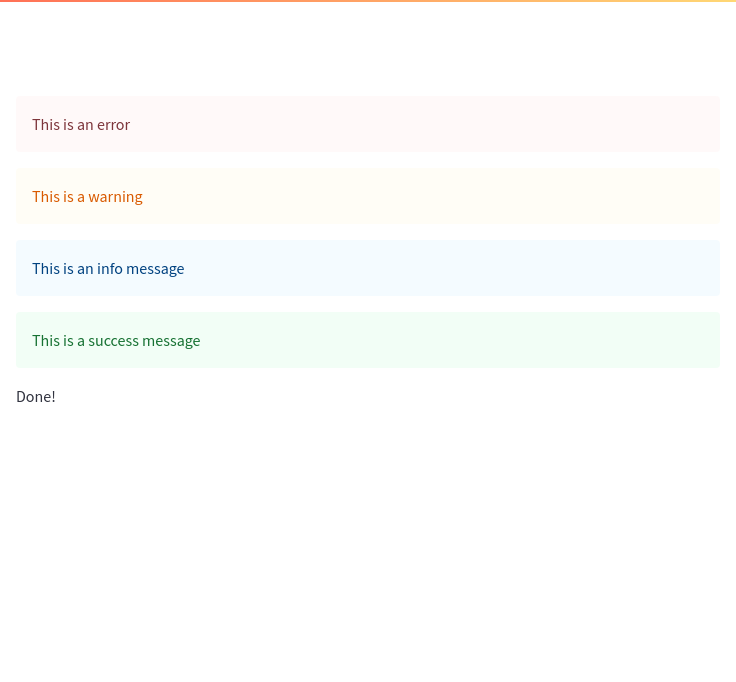 This is an error
This is a warning
This is an info message
This is a success message
Done!